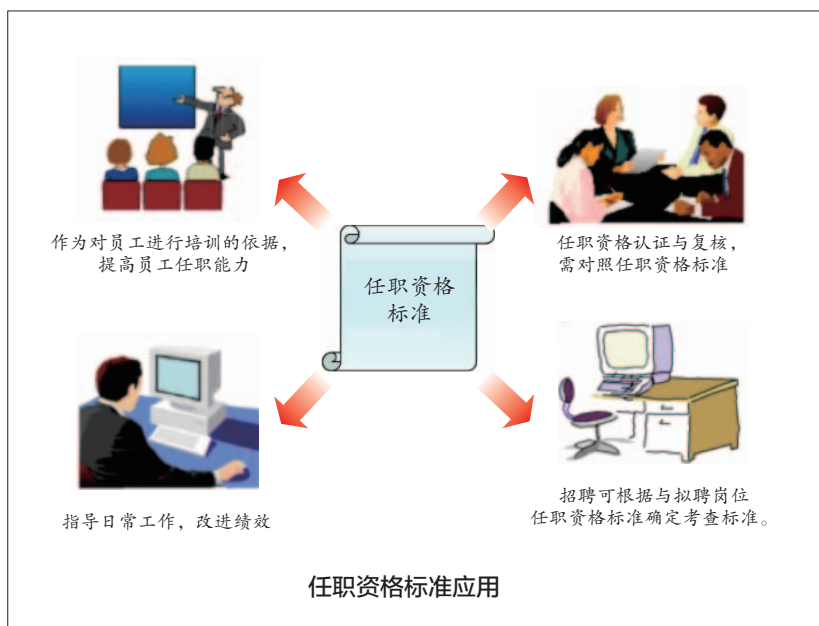 作为对员工进行培训的依据，
提高员工任职能力
任职资格认证与复核，
需对照任职资格标准
任职资格
标准
指导日常工作，改进绩效
招聘可根据与拟聘岗位
任职资格标准确定考查标准。
任职资格标准应用